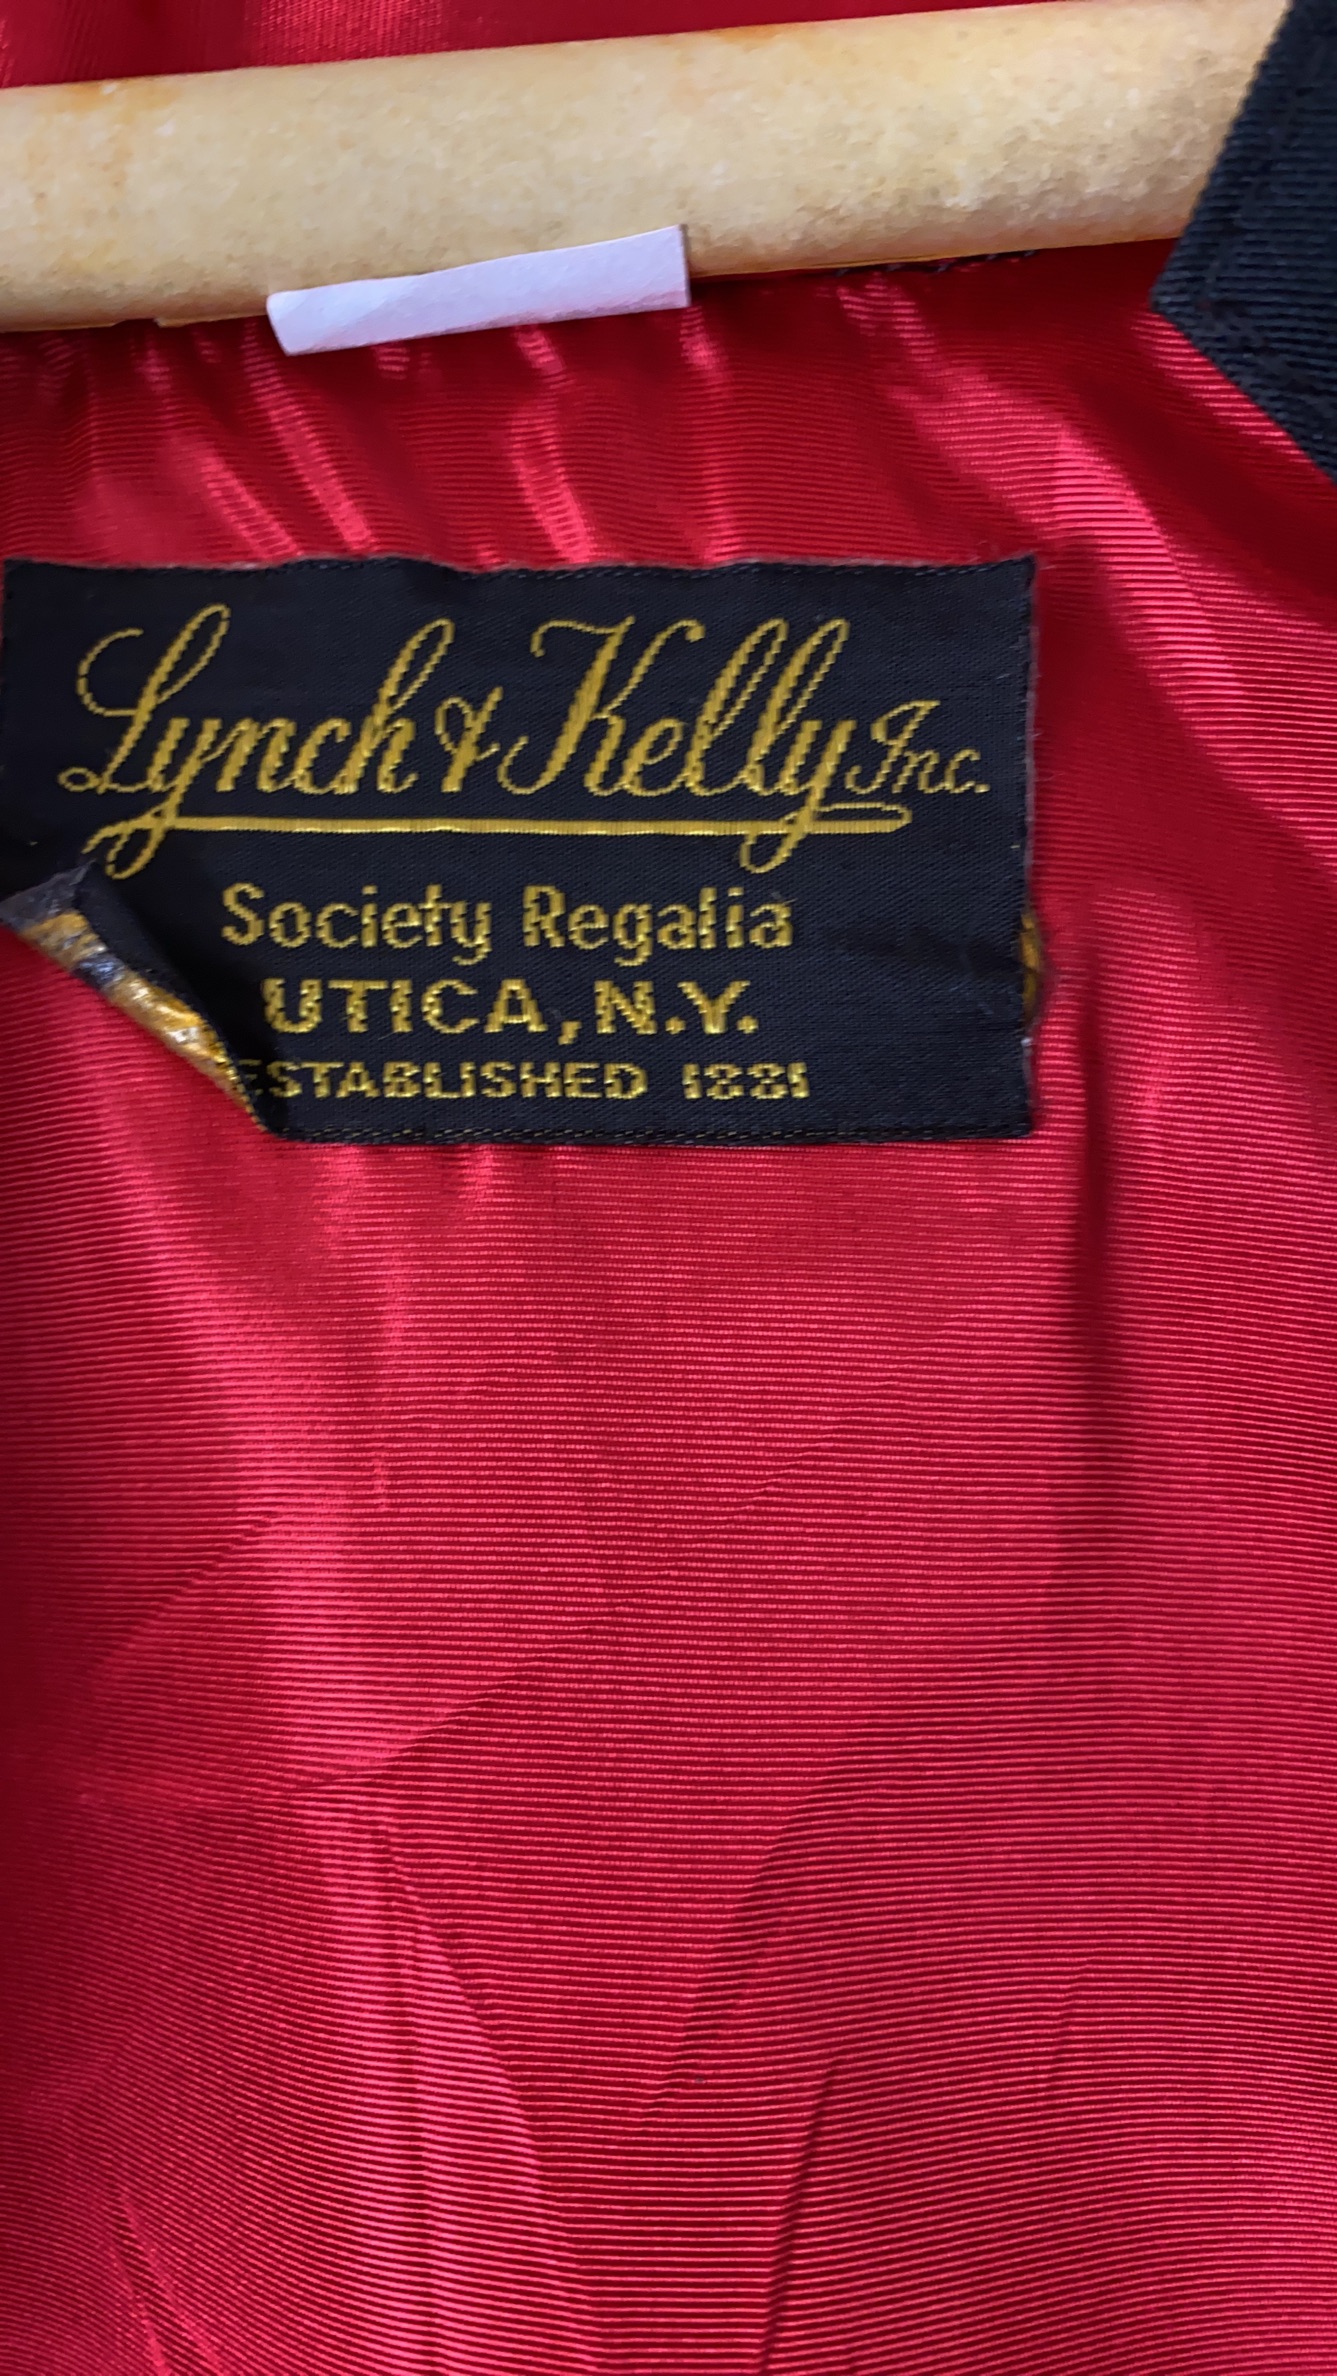 Lynch & Kelly Inc.
Society Regalia
UTICA, N.Y.
ESTABLISHED 1881